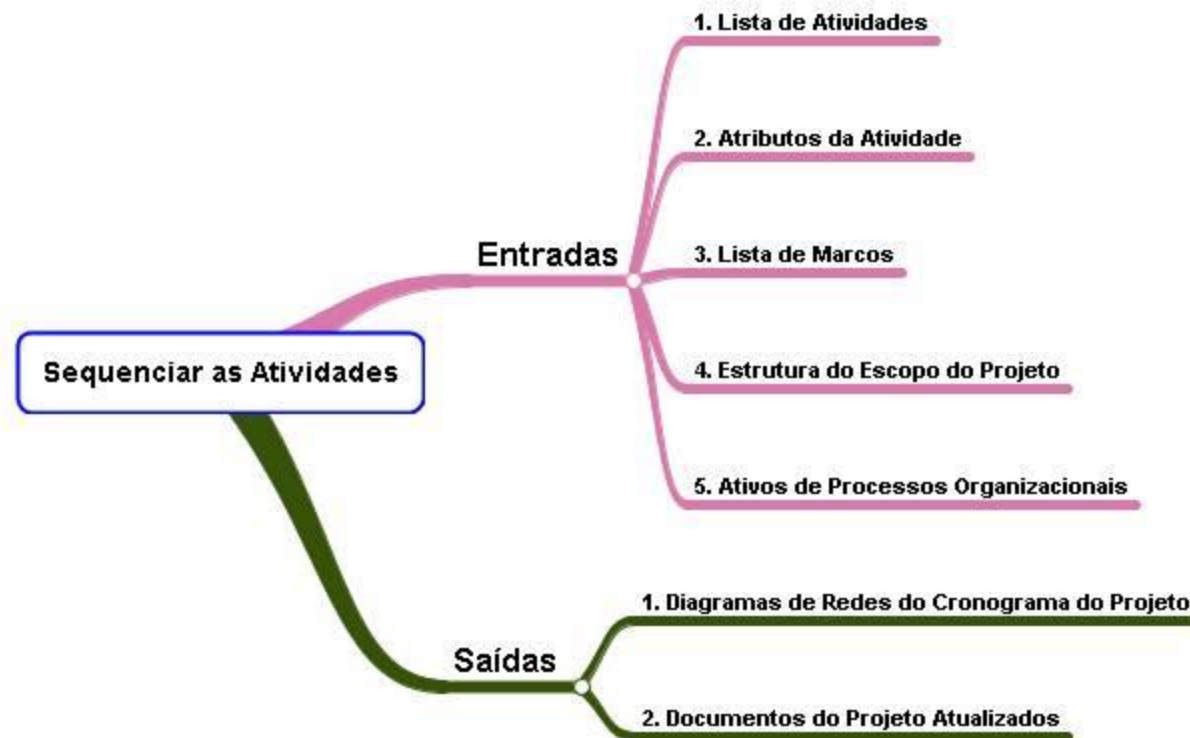 Sequenciar as Atividades
Entradas
1. Lista de Atividades
2. Atributos da Atividade
3. Lista de Marcos
4. Estrutura do Escopo do Projeto
5. Ativos de Processos Organizacionais
Saídas
1. Diagramas de Redes do Cronograma do Projeto
2. Documentos do Projeto Atualizados